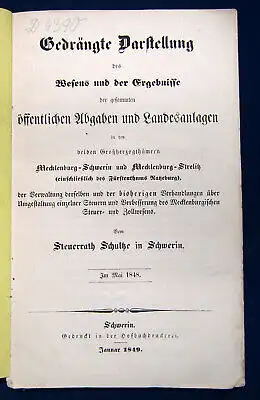 Gedrängte Darstellung
des
Wesens und der Ergebnisse
der gesammten
öffentlichen Abgaben und Landesanlagen
in den
beiden Großherzogthümern
Mecklenburg-Schwerin und Mecklenburg-Strelitz
(einschließlich des Fürstenthums Ratzeburg),
der Verwaltung derselben und der bisherigen Verhandlungen über
Umgestaltung einzelner Steuern und Verbesserung des Mecklenburgischen
Steuer- und Zollwesens.
Vom
Steuerrath Schultze in Schwerin.
Im Mai 1848.
Schwerin.
Gedruckt in der Hofbuchdruckerei.
Januar 1849.